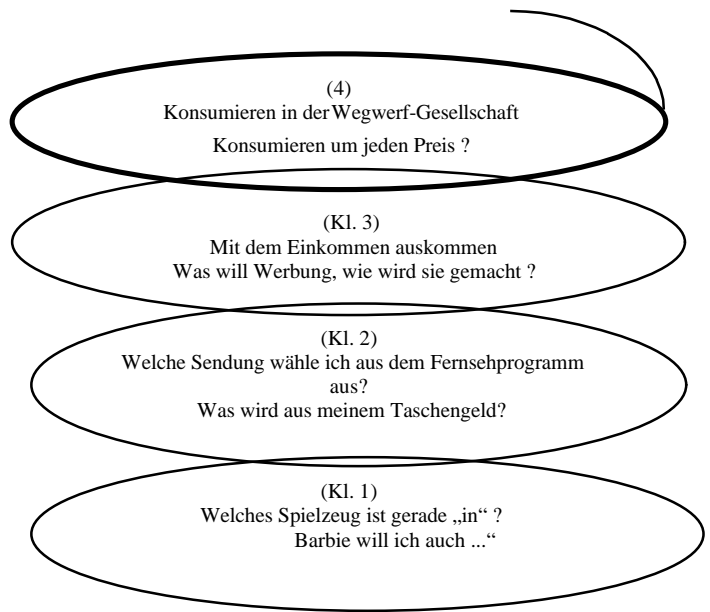 (4)
Konsumieren in der Wegwerf-Gesellschaft
Konsumieren um jeden Preis ?
(Kl. 3)
Mit dem Einkommen auskommen
Was will Werbung, wie wird sie gemacht ?
(Kl. 2)
Welche Sendung wähle ich aus dem Fernsehprogramm
aus?
Was wird aus meinem Taschengeld?
(Kl. 1)
Welches Spielzeug ist gerade „in“ ?
Barbie will ich auch ...“